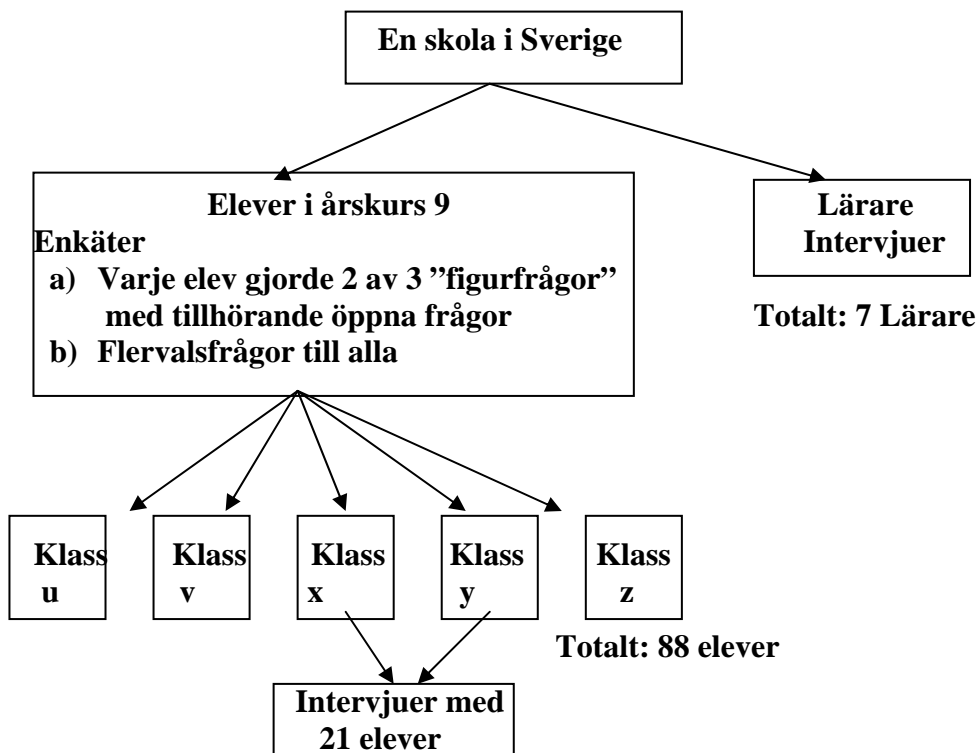 En skola i Sverige
Elever i årskurs 9
Enkäter
a) Varje elev gjorde 2 av 3 ”figurfrågor”
med tillhörande öppna frågor
b) Flervalsfrågor till alla
Lärare
Intervjuer
Totalt: 7 Lärare
Klass
u
Klass
v
Klass
x
Klass
y
Klass
z
Totalt: 88 elever
Intervjuer med
21 elever